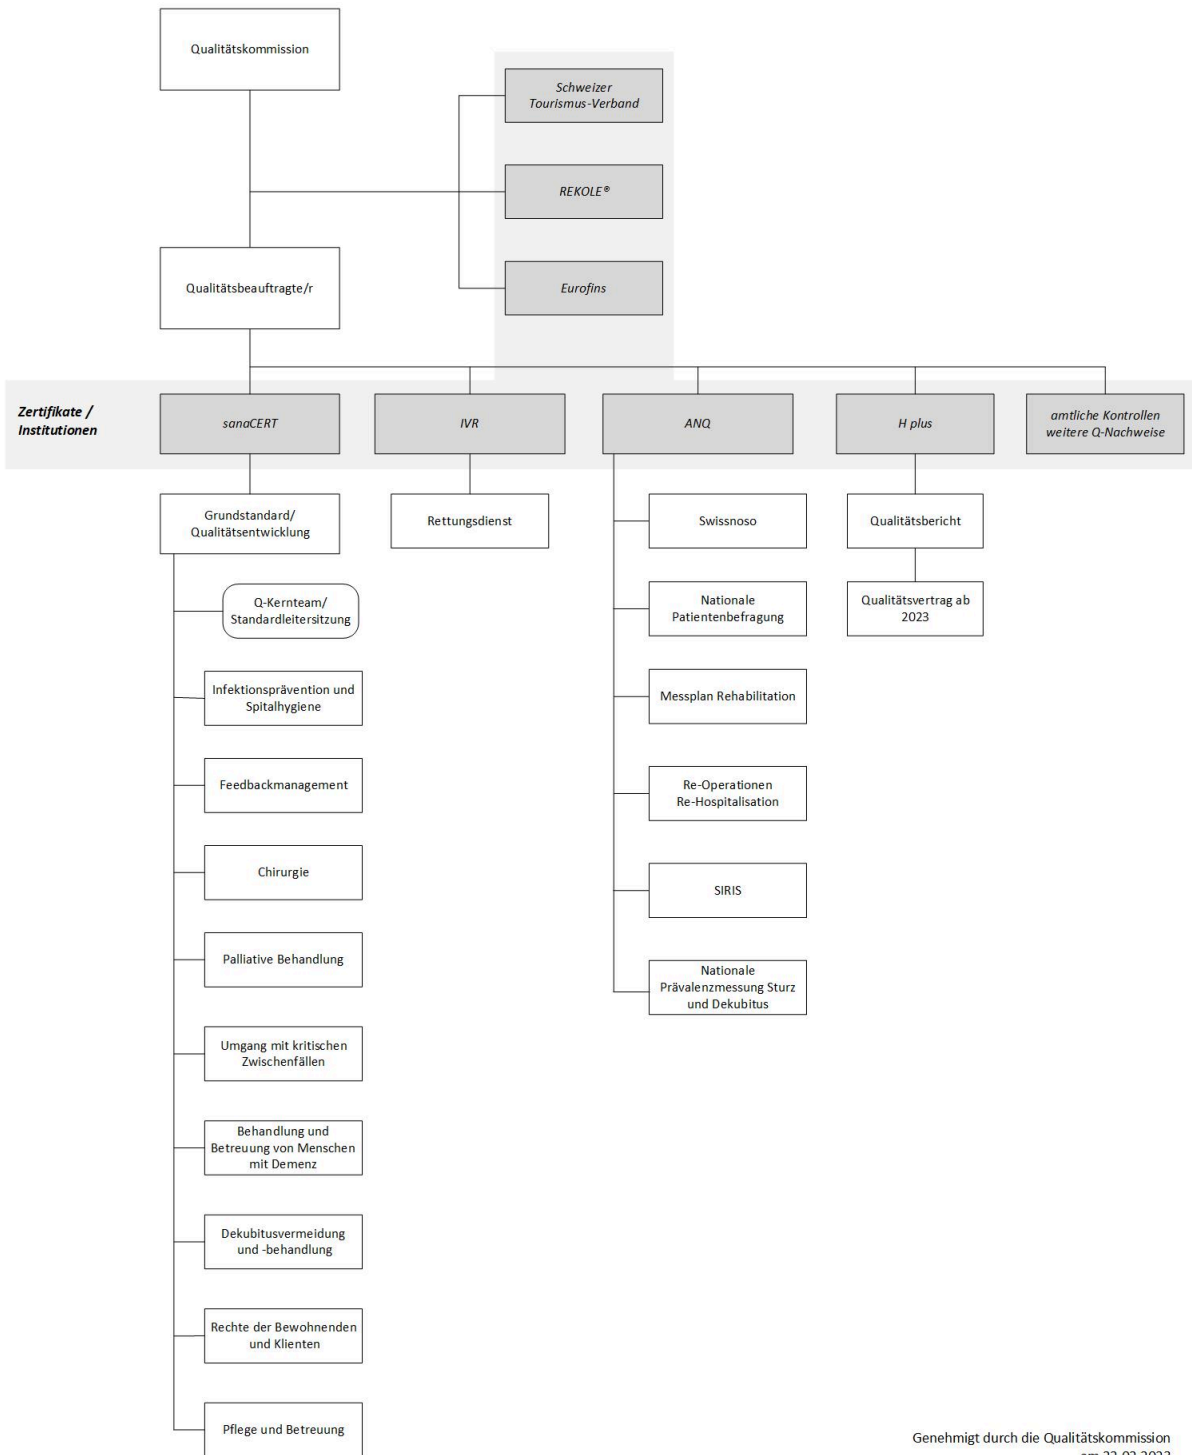 Qualitätskommission
Schweizer
Tourismus-Verband
REKOLE®
Qualitätsbeauftragte/r
Eurofins
Zertifikate /
Institutionen
sanaCERT
IVR
ANQ
H plus
amtliche Kontrollen
weitere Q-Nachweise
Grundstandard/
Qualitätsentwicklung
Q-Kernteam/
Standardleitersitzung
Infektionsprävention und
Spitalhygiene
Feedbackmanagement
Chirurgie
Palliative Behandlung
Umgang mit kritischen
Zwischenfällen
Behandlung und
Betreuung von Menschen
mit Demenz
Dekubitusvermeidung
und -behandlung
Rechte der Bewohnenden
und Klienten
Pflege und Betreuung
Rettungsdienst
Swissnoso
Nationale
Patientenbefragung
Messplan Rehabilitation
Re-Operationen
Re-Hospitalisation
SIRIS
Nationale
Prävalenzmessung Sturz
und Dekubitus
Qualitätsbericht
Qualitätsvertrag ab
2023
Genehmigt durch die Qualitätskommission